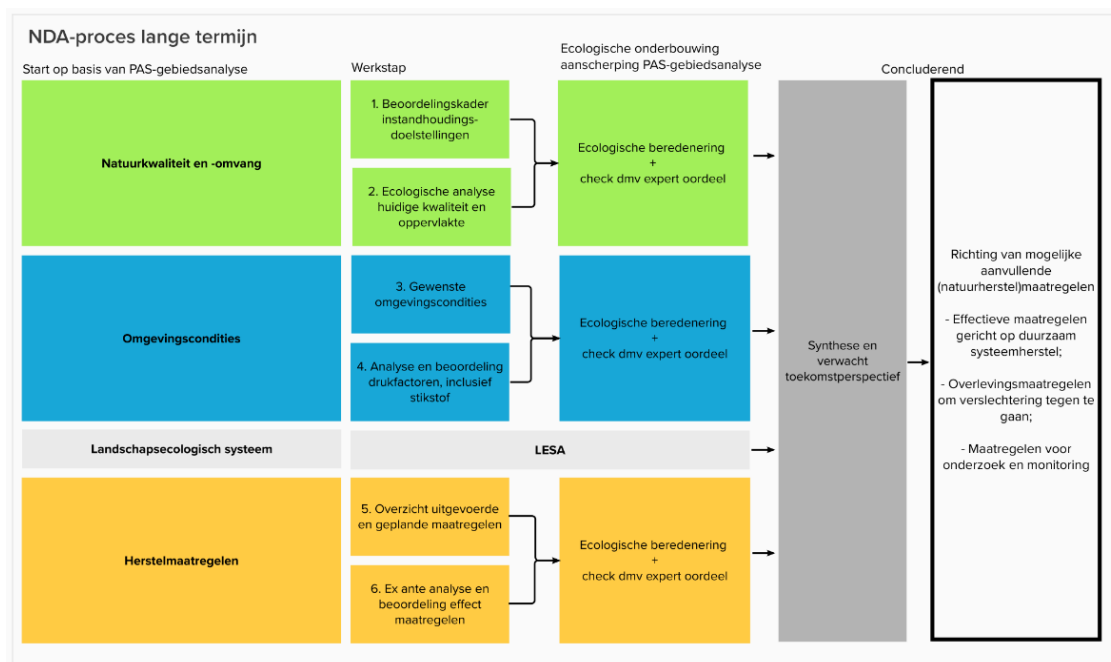 NDA-proces lange termijn
Start op basis van PAS-gebiedsanalyse
Werkstap
Ecologische onderbouwing
aanscherping PAS-gebiedsanalyse
Concluderend
Natuurkwaliteit en -omvang
1. Beoordelingskader
instandhoudings-
doelstellingen
2. Ecologische analyse
huidige kwaliteit en
oppervlakte
Ecologische beredenering
+
check dmv expert oordeel
Omgevingscondities
3. Gewenste
omgevingscondities
4. Analyse en beoordeling
drukfactoren, inclusief
stikstof
Ecologische beredenering
+
check dmv expert oordeel
Landschapsecologisch systeem
LESA
Herstelmaatregelen
5. Overzicht uitgevoerde
en geplande maatregelen
6. Ex ante analyse en
beoordeling effect
maatregelen
Ecologische beredenering
+
check dmv expert oordeel
Synthese en
verwacht
toekomstperspectief
Richting van mogelijke
aanvullende
(natuurherstel)maatregelen
- Effectieve maatregelen
gericht op duurzaam
systeemherstel;
- Overlevingsmaatregelen
om verslechtering tegen te
gaan;
- Maatregelen voor
onderzoek en monitoring